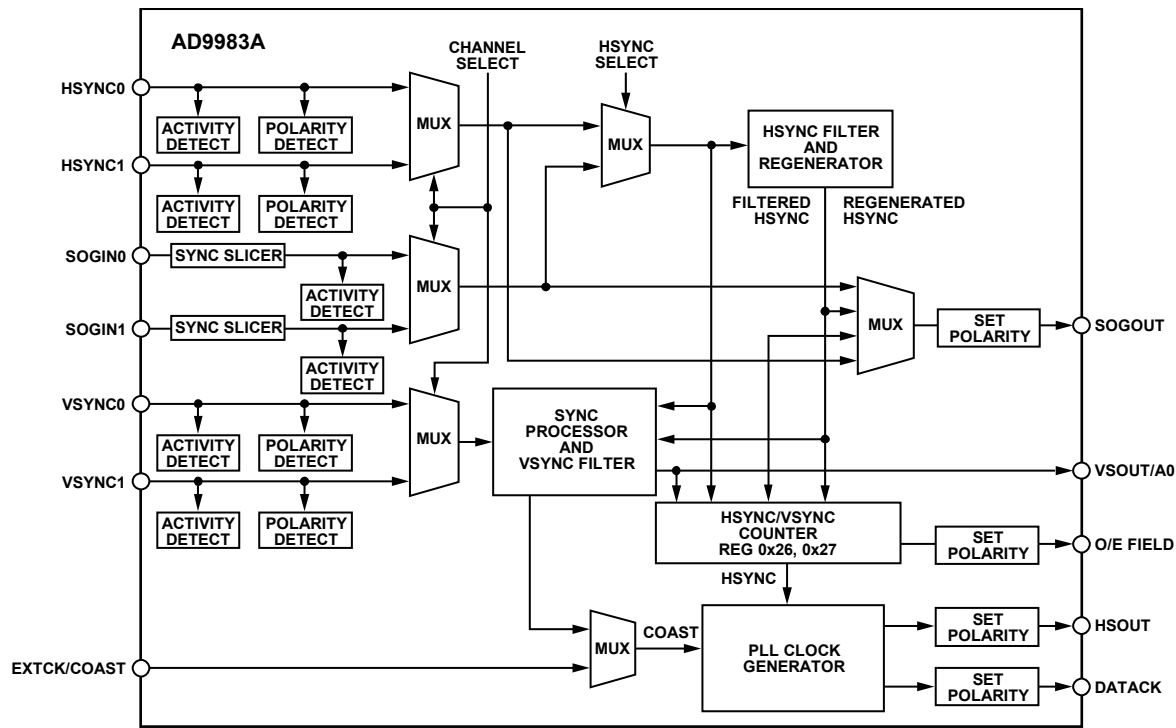 AD9983A
CHANNEL
SELECT
HSYNC
SELECT
HSYNC0
ACTIVITY
DETECT
POLARITY
DETECT
MUX
MUX
HSYNC FILTER
AND
REGENERATOR
HSYNC1
ACTIVITY
DETECT
POLARITY
DETECT
FILTERED
HSYNC
REGENERATED
HSYNC
SOGIN0
SYNC SLICER
ACTIVITY
DETECT
MUX
SOGIN1
SYNC SLICER
ACTIVITY
DETECT
MUX
SET
POLARITY
SOGOUT
VSYNC0
ACTIVITY
DETECT
POLARITY
DETECT
MUX
SYNC
PROCESSOR
AND
VSYNC FILTER
VSYNC1
ACTIVITY
DETECT
POLARITY
DETECT
VSOUT/A0
HSYNC/VSYNC
COUNTER
REG 0x26, 0x27
SET
POLARITY
O/E FIELD
HSYNC
EXTCK/COAST
MUX
COAST
PLL CLOCK
GENERATOR
SET
POLARITY
HSOUT
SET
POLARITY
DATACK